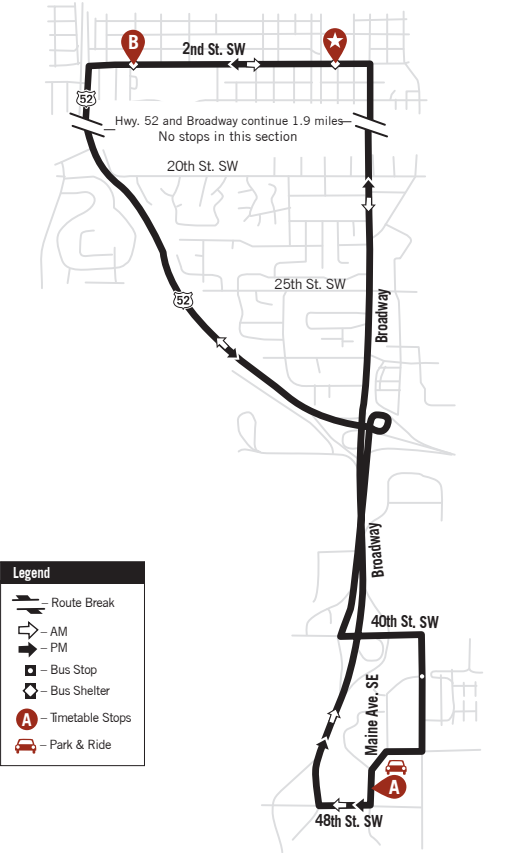 B
2nd St. SW
52
Hwy. 52 and Broadway continue 1.9 miles
No stops in this section
20th St. SW
25th St. SW
52
Broadway
Broadway
Legend
Route Break
– AM
– PM
– Bus Stop
– Bus Shelter
A – Timetable Stops
– Park & Ride
40th St. SW
Maine Ave. SE
A
48th St. SW